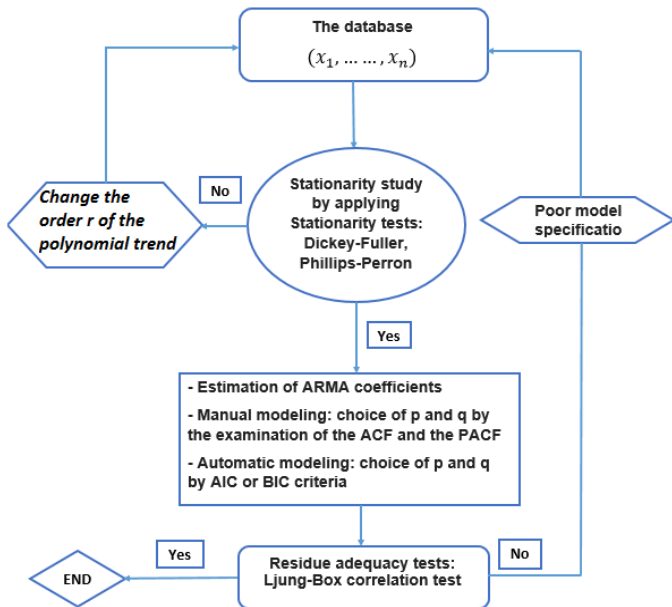 The database
(x₁, … …, xₙ)
No
Stationarity study
by applying
Stationarity tests:
Dickey-Fuller,
Phillips-Perron
Change the
order r of the
polynomial trend
Poor model
specificatio
Yes
- Estimation of ARMA coefficients
- Manual modeling: choice of p and q by
the examination of the ACF and the PACF
- Automatic modeling: choice of p and q
by AIC or BIC criteria
Yes
No
Residue adequacy tests:
Ljung-Box correlation test
END